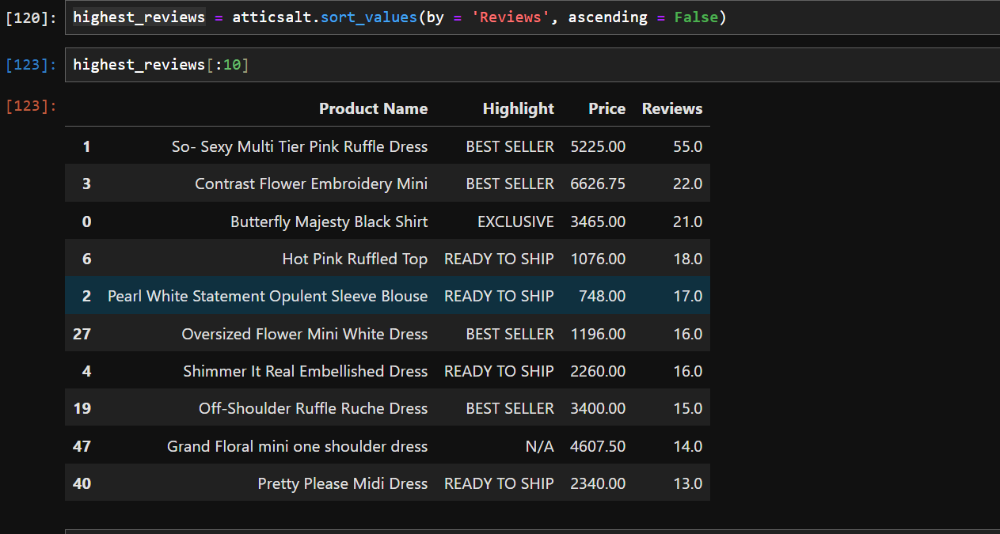 [120]: highest_reviews = atticsalt.sort_values(by = 'Reviews', ascending = False)
[123]: highest_reviews[:10]
[123]:
Product Name Highlight Price Reviews
1 So- Sexy Multi Tier Pink Ruffle Dress BEST SELLER 5225.00 55.0
3 Contrast Flower Embroidery Mini BEST SELLER 6626.75 22.0
0 Butterfly Majesty Black Shirt EXCLUSIVE 3465.00 21.0
6 Hot Pink Ruffled Top READY TO SHIP 1076.00 18.0
2 Pearl White Statement Opulent Sleeve Blouse READY TO SHIP 748.00 17.0
27 Oversized Flower Mini White Dress BEST SELLER 1196.00 16.0
4 Shimmer It Real Embellished Dress READY TO SHIP 2260.00 16.0
19 Off-Shoulder Ruffle Ruche Dress BEST SELLER 3400.00 15.0
47 Grand Floral mini one shoulder dress N/A 4607.50 14.0
40 Pretty Please Midi Dress READY TO SHIP 2340.00 13.0